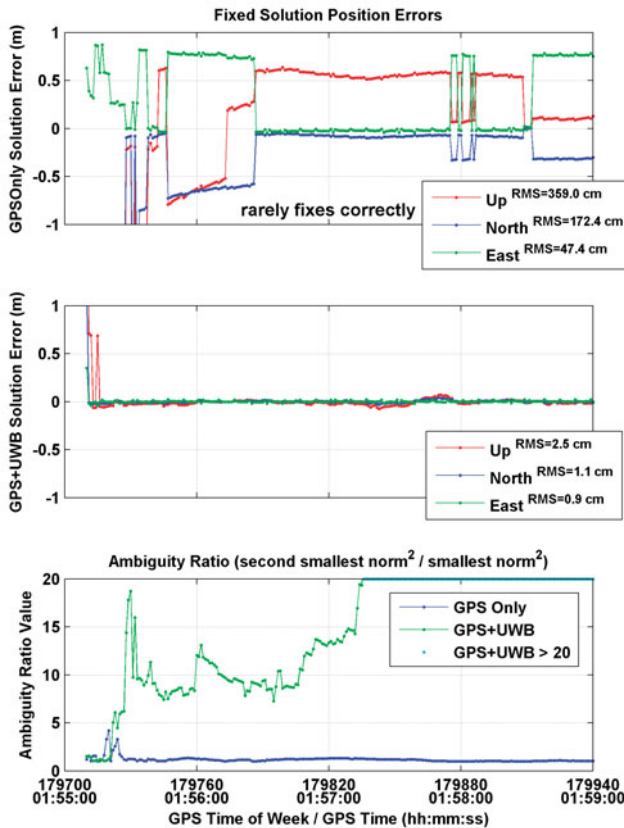 Fixed Solution Position Errors
GPSOnly Solution Error (m)
1
0.5
0
-0.5
-1
rarely fixes correctly
Up RMS=359.0 cm
North RMS=172.4 cm
East RMS=47.4 cm
GPS+UWB Solution Error (m)
1
0.5
0
-0.5
-1
Up RMS=2.5 cm
North RMS=1.1 cm
East RMS=0.9 cm
Ambiguity Ratio (second smallest norm² / smallest norm²)
Ambiguity Ratio Value
20
15
10
5
0
GPS Only
GPS+UWB
GPS+UWB > 20
179700 179760 179820 179880 179940
01:55:00 01:56:00 01:57:00 01:58:00 01:59:00
GPS Time of Week / GPS Time (hh:mm:ss)